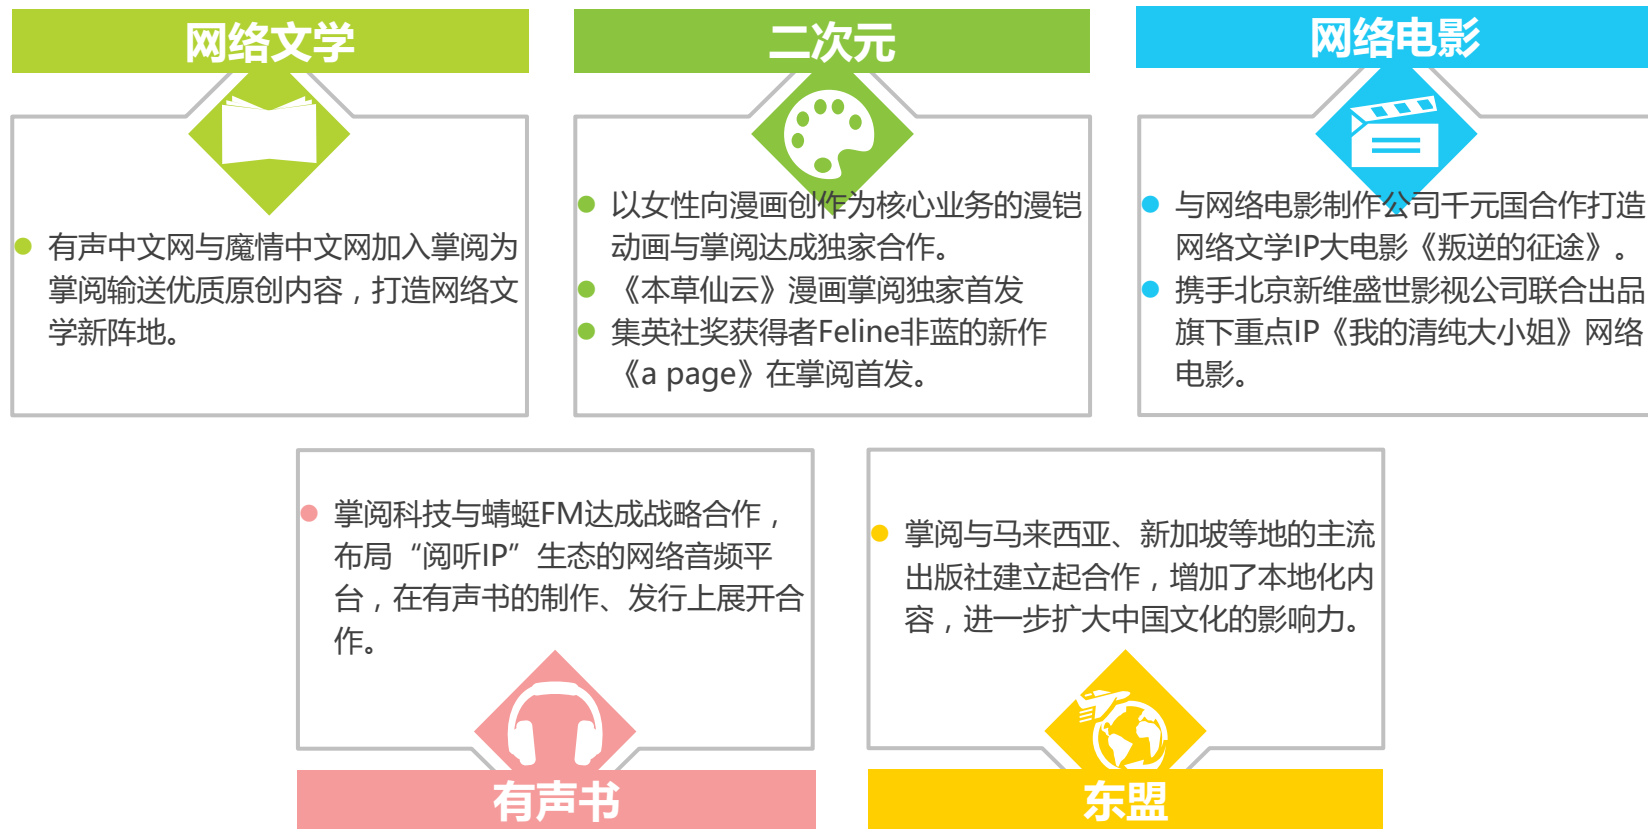 网络文学
有声中文网与魔情中文网加入掌阅为
掌阅输送优质原创内容，打造网络文
学新阵地。
二次元
以女性向漫画创作为核心业务的漫铠
动画与掌阅达成独家合作。
《本草仙云》漫画掌阅独家首发
集英社奖获得者Feline非蓝的新作
《a page》在掌阅首发。
网络电影
与网络电影制作公司千元国合作打造
网络文学IP大电影《叛逆的征途》。
携手北京新维盛世影视公司联合出品
旗下重点IP《我的清纯大小姐》网络
电影。
掌阅科技与蜻蜓FM达成战略合作，
布局“阅听IP”生态的网络音频平
台，在有声书的制作、发行上展开合
作。
有声书
掌阅与马来西亚、新加坡等地的主流
出版社建立起合作，增加了本地化内
容，进一步扩大中国文化的影响力。
东盟